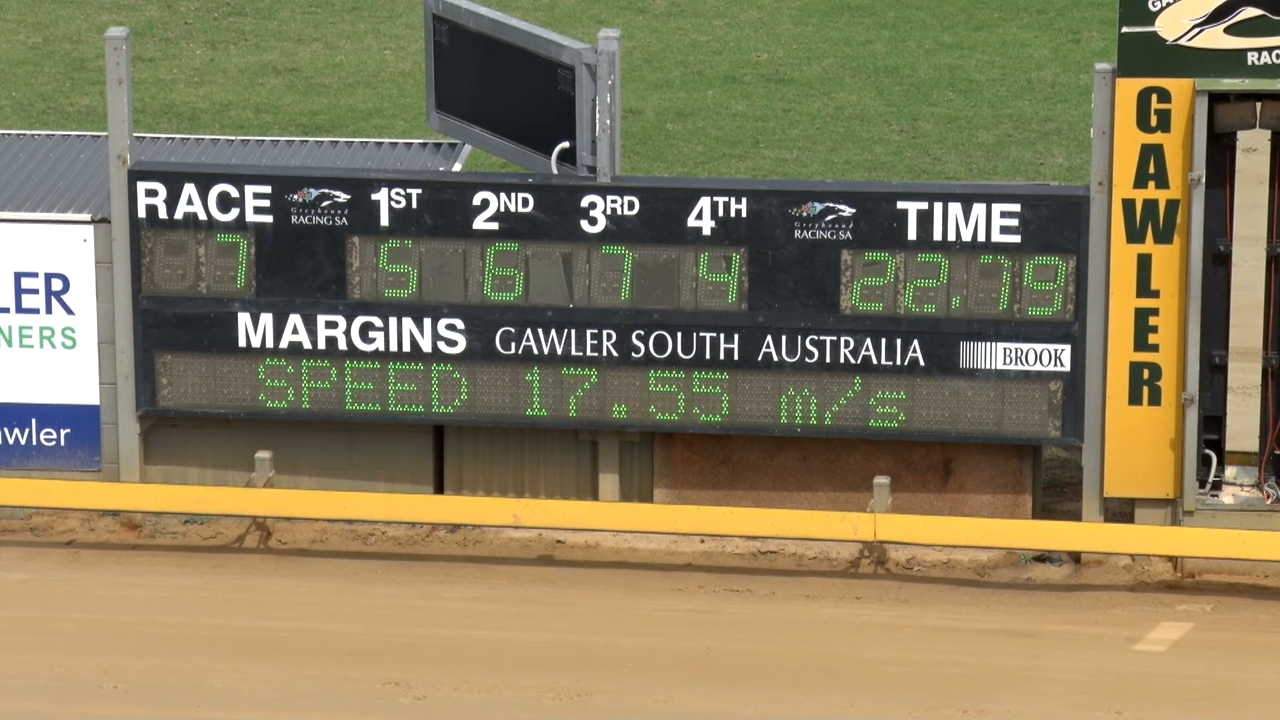 RAC
GAWLER
RACE
Greyhound
RACING SA
1ST 2ND 3RD 4TH
Greyhound
RACING SA
TIME
7 5 6 7 4 22.79
MARGINS GAWLER SOUTH AUSTRALIA BROOK
SPEED 17.55 m/s
LER
NERS
awler